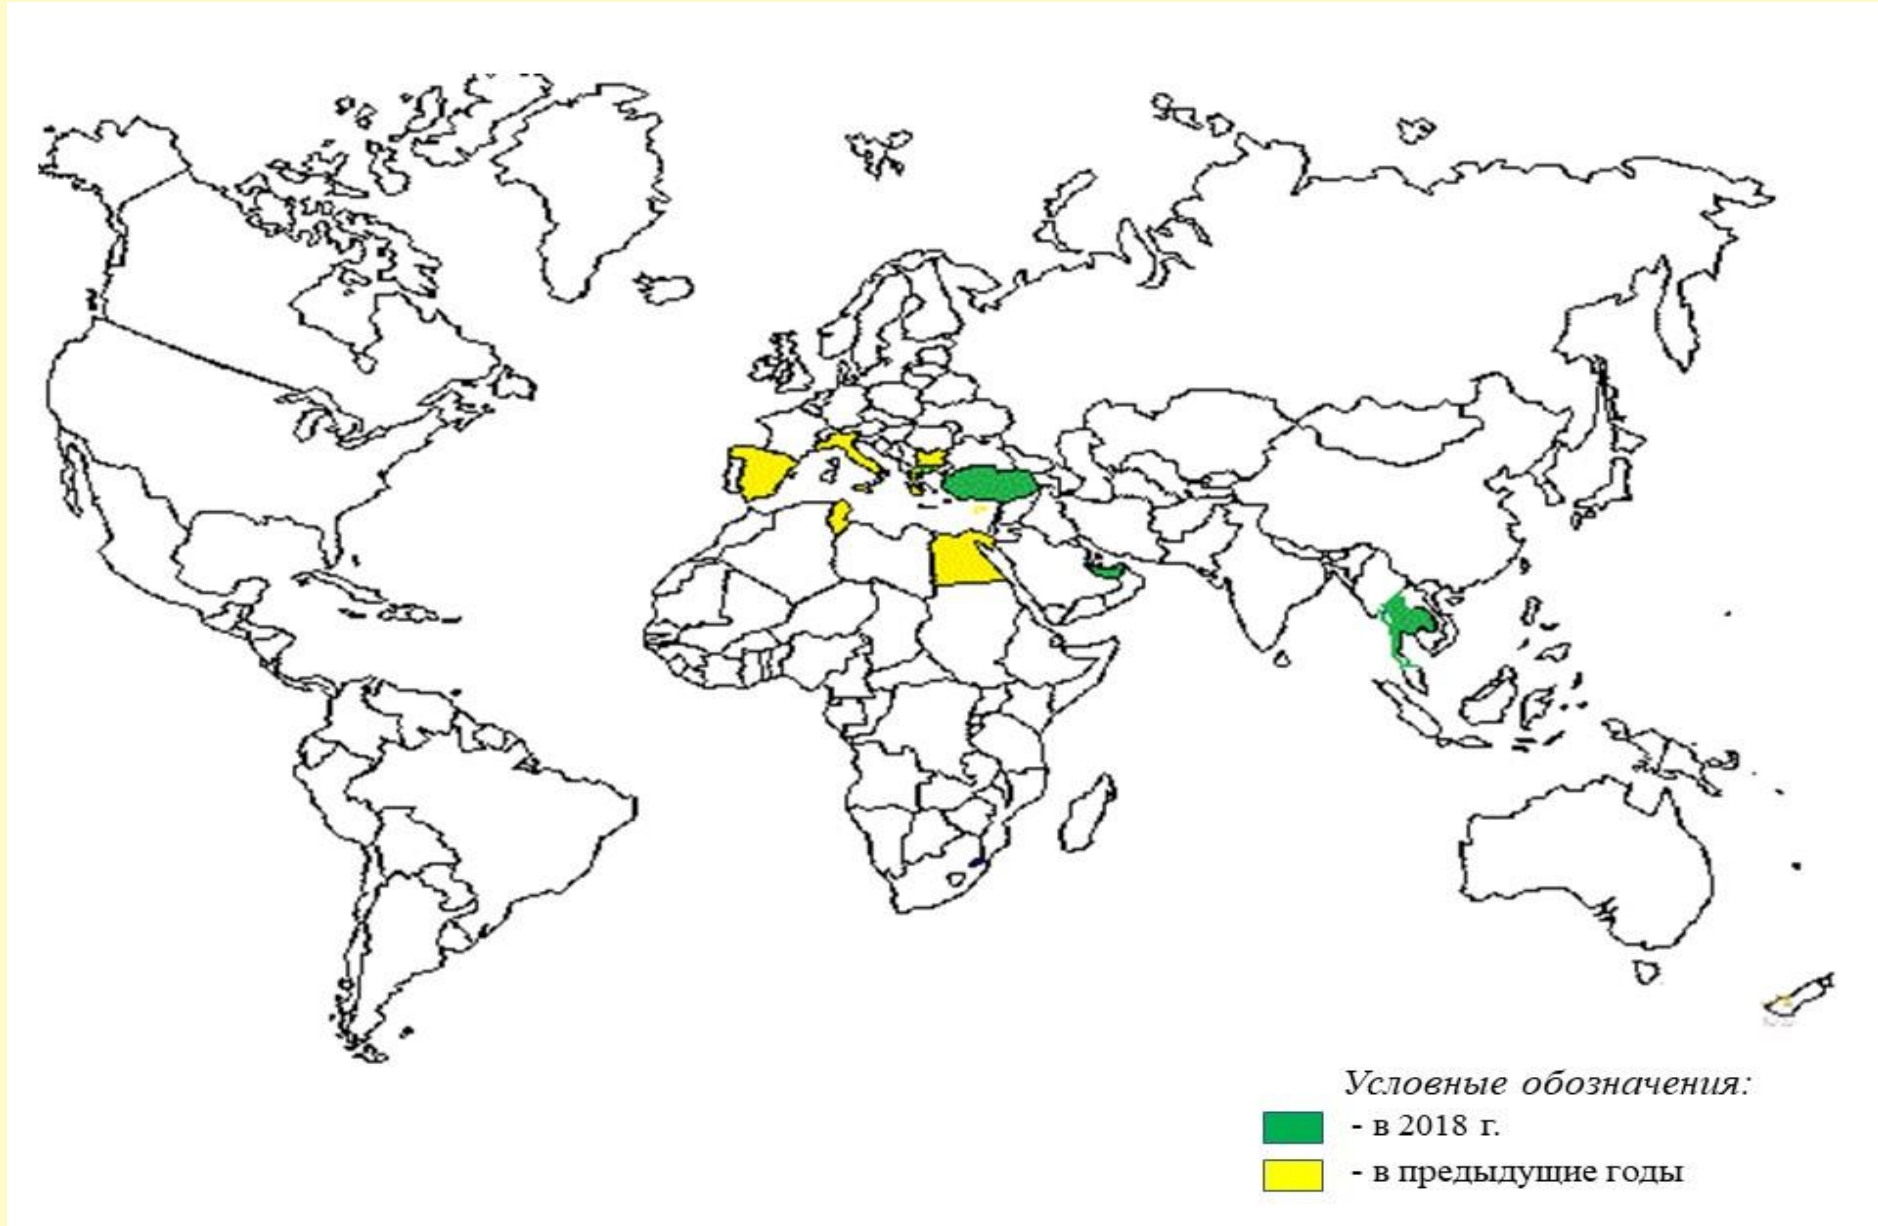 Условные обозначения:
- в 2018 г.
- в предыдущие годы